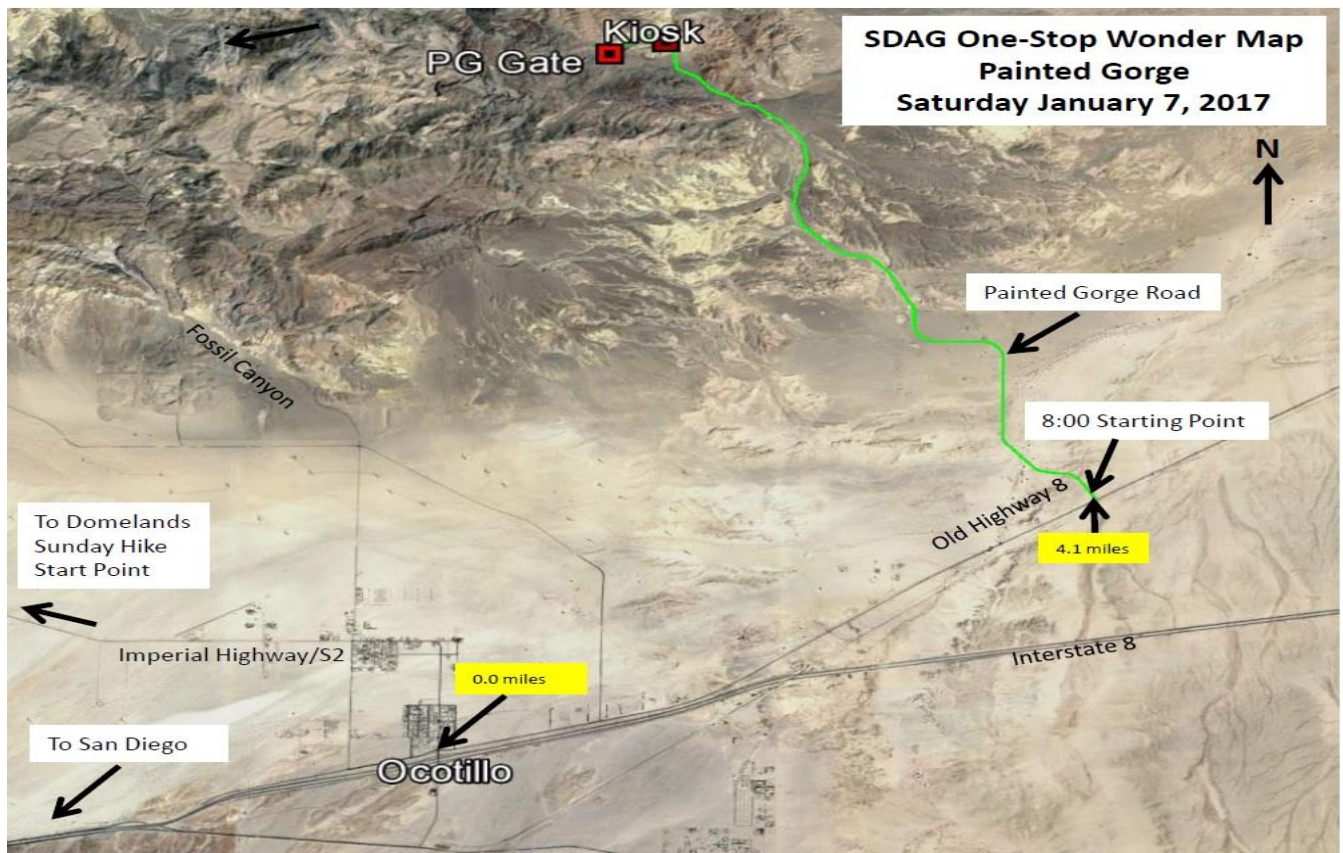 Kiosk
PG Gate
SDAG One-Stop Wonder Map
Painted Gorge
Saturday January 7, 2017
N
Painted Gorge Road
Fossil Canyon
8:00 Starting Point
Old Highway 8
4.1 miles
To Domelands
Sunday Hike
Start Point
Imperial Highway/S2
Interstate 8
0.0 miles
To San Diego
Ocotillo